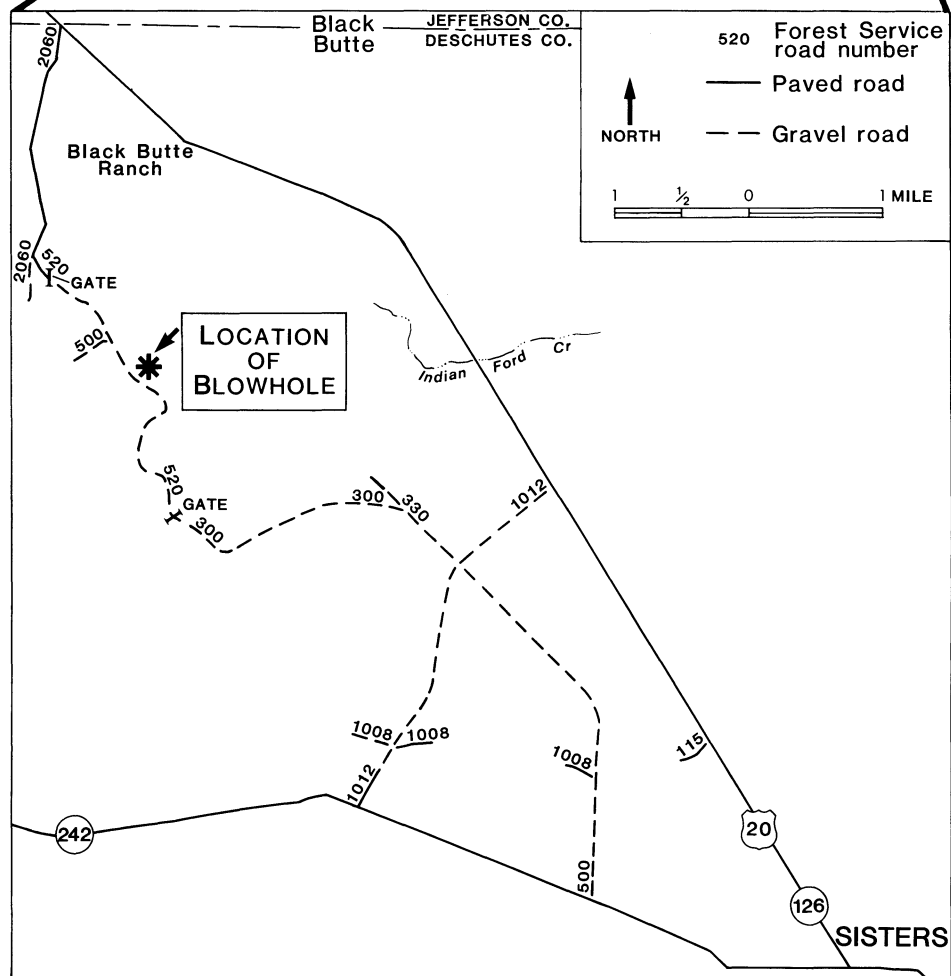 Black
Butte
JEFFERSON CO.
DESCHUTES CO.
520 Forest Service
road number
Paved road
NORTH
Gravel road
1 ½ 0 1 MILE
2060
Black Butte
Ranch
2060
520
GATE
500
LOCATION
OF
BLOWHOLE
Indian Ford Cr
520
GATE
300
300
330
1012
1008
1008
1012
1008
115
242
20
500
126
SISTERS